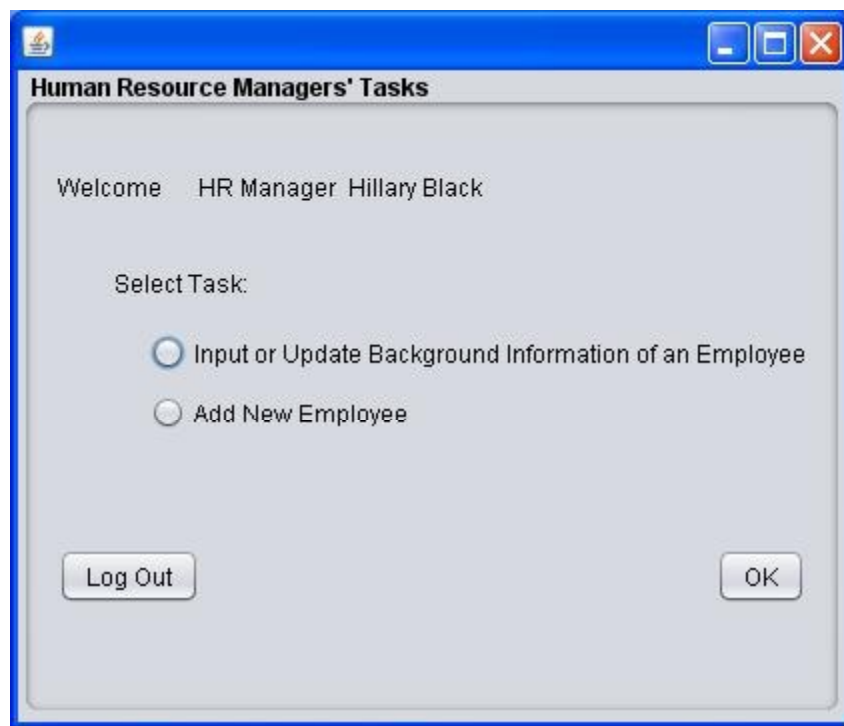 Human Resource Managers' Tasks
Welcome HR Manager Hillary Black
Select Task:
Input or Update Background Information of an Employee
Add New Employee
Log Out OK